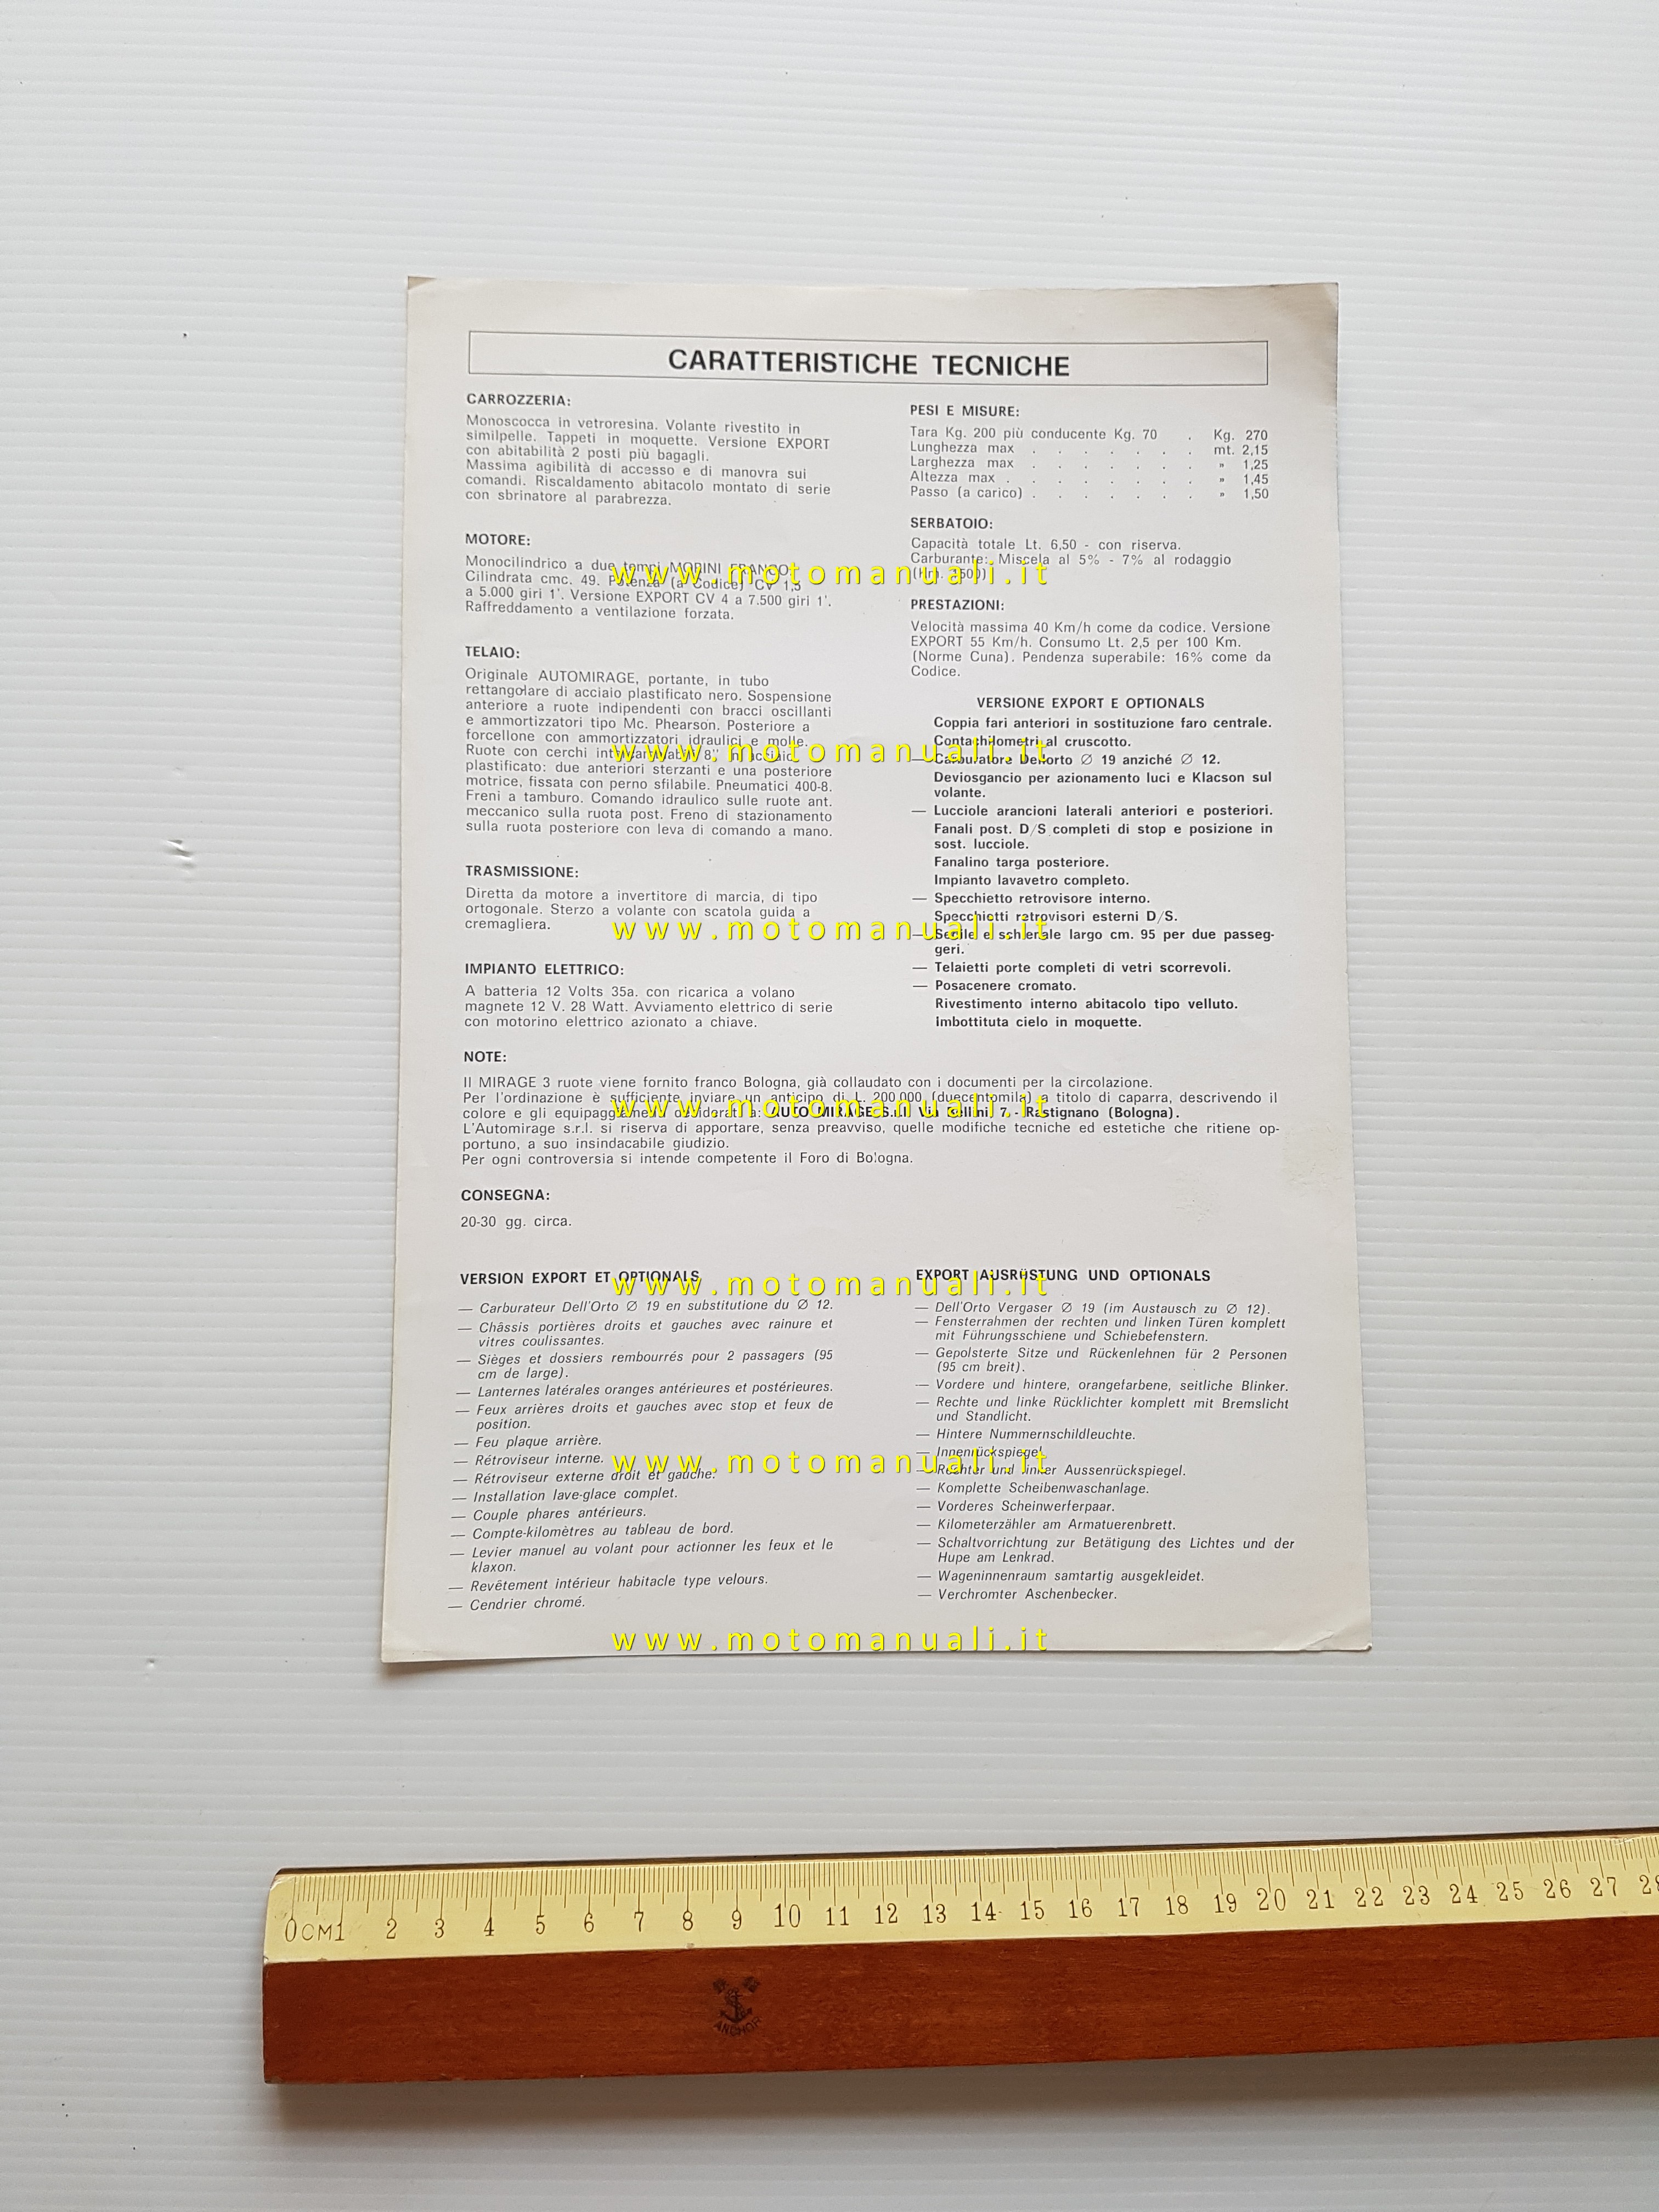 CARATTERISTICHE TECNICHE
CARROZZERIA:
Monoscocca in vetroresina. Volante rivestito in
similpelle. Tappeti in moquette. Versione EXPORT
con abitabilità 2 posti più bagagli.
Massima agibilità di accesso e di manovra sui
comandi. Riscaldamento abitacolo montato di serie
con sbrinatore al parabrezza.
MOTORE:
Monocilindrico a due tempi MORINI FRANCO.
Cilindrata cmc. 49. Potenza (a Codice) CV 1,5
a 5.000 giri 1'. Versione EXPORT CV 4 a 7.500 giri 1'.
Raffreddamento a ventilazione forzata.
TELAIO:
Originale AUTOMIRAGE, portante, in tubo
rettangolare di acciaio plastificato nero. Sospensione
anteriore a ruote indipendenti con bracci oscillanti
e ammortizzatori tipo Mc. Phearson. Posteriore a
forcellone con ammortizzatori idraulici e molle.
Ruote con cerchi 8" in acciaio
plastificato: due anteriori sterzanti e una posteriore
motrice, fissata con perno sfilabile. Pneumatici 400-8.
Freni a tamburo. Comando idraulico sulle ruote ant.
meccanico sulla ruota post. Freno di stazionamento
sulla ruota posteriore con leva di comando a mano.
TRASMISSIONE:
Diretta da motore a invertitore di marcia, di tipo
ortogonale. Sterzo a volante con scatola guida a
cremagliera.
IMPIANTO ELETTRICO:
A batteria 12 Volts 35a. con ricarica a volano
magnete 12 V. 28 Watt. Avviamento elettrico di serie
con motorino elettrico azionato a chiave.
PESI E MISURE:
Tara Kg. 200 più conducente Kg. 70 . Kg. 270
Lunghezza max . . . . . . . mt. 2,15
Larghezza max . . . . . . . » 1,25
Altezza max . . . . . . . . » 1,45
Passo (a carico) . . . . . . . » 1,50
SERBATOIO:
Capacità totale Lt. 6,50 - con riserva.
Carburante: Miscela al 5% - 7% al rodaggio
(Km. 1500)
PRESTAZIONI:
Velocità massima 40 Km/h come da codice. Versione
EXPORT 55 Km/h. Consumo Lt. 2,5 per 100 Km.
(Norme Cuna). Pendenza superabile: 16% come da
Codice.
VERSIONE EXPORT E OPTIONALS
Coppia fari anteriori in sostituzione faro centrale.
Contachilometri al cruscotto.
— Carburatore Dell'orto ∅ 19 anziché ∅ 12.
Deviosgancio per azionamento luci e Klacson sul
volante.
— Lucciole arancioni laterali anteriori e posteriori.
Fanali post. D/S completi di stop e posizione in
sost. lucciole.
Fanalino targa posteriore.
Impianto lavavetro completo.
— Specchietto retrovisore interno.
Specchietti retrovisori esterni D/S.
— Sedile e schienale largo cm. 95 per due passeg-
geri.
— Telaietti porte completi di vetri scorrevoli.
— Posacenere cromato.
Rivestimento interno abitacolo tipo velluto.
Imbottituta cielo in moquette.
NOTE:
Il MIRAGE 3 ruote viene fornito franco Bologna, già collaudato con i documenti per la circolazione.
Per l'ordinazione è sufficiente inviare un anticipo di L. 200.000 (duecentomila) a titolo di caparra, descrivendo il
colore e gli equipaggiamenti desiderati a: AUTO MIRAGE S.r.l. Via Bellini 7 - Rastignano (Bologna).
L'Automirage s.r.l. si riserva di apportare, senza preavviso, quelle modifiche tecniche ed estetiche che ritiene op-
portuno, a suo insindacabile giudizio.
Per ogni controversia si intende competente il Foro di Bologna.
CONSEGNA:
20-30 gg. circa.
VERSION EXPORT ET OPTIONALS
— Carburateur Dell'Orto ∅ 19 en substitutione du ∅ 12.
— Châssis portières droits et gauches avec rainure et
vitres coulissantes.
— Sièges et dossiers rembourrés pour 2 passagers (95
cm de large).
— Lanternes latérales oranges antérieures et postérieures.
— Feux arrières droits et gauches avec stop et feux de
position.
— Feu plaque arrière.
— Rétroviseur interne.
— Rétroviseur externe droit et gauche.
— Installation lave-glace complet.
— Couple phares antérieurs.
— Compte-kilomètres au tableau de bord.
— Levier manuel au volant pour actionner les feux et le
klaxon.
— Revêtement intérieur habitacle type velours.
— Cendrier chromé.
EXPORT AUSRÜSTUNG UND OPTIONALS
— Dell'Orto Vergaser ∅ 19 (im Austausch zu ∅ 12).
— Fensterrahmen der rechten und linken Türen komplett
mit Führungsschiene und Schiebefenstern.
— Gepolsterte Sitze und Rückenlehnen für 2 Personen
(95 cm breit).
— Vordere und hintere, orangefarbene, seitliche Blinker.
— Rechte und linke Rücklichter komplett mit Bremslicht
und Standlicht.
— Hintere Nummernschildleuchte.
— Innenrückspiegel.
— Rechter und linker Aussenrückspiegel.
— Komplette Scheibenwaschanlage.
— Vorderes Scheinwerferpaar.
— Kilometerzähler am Armatuerenbrett.
— Schaltvorrichtung zur Betätigung des Lichtes und der
Hupe am Lenkrad.
— Wageninnenraum samtartig ausgekleidet.
— Verchromter Aschenbecker.
www.motomanuali.it
www.motomanuali.it
www.motomanuali.it
www.motomanuali.it
www.motomanuali.it
www.motomanuali.it
www.motomanuali.it
0CM1 2 3 4 5 6 7 8 9 10 11 12 13 14 15 16 17 18 19 20 21 22 23 24 25 26 27 28
ANCHOR